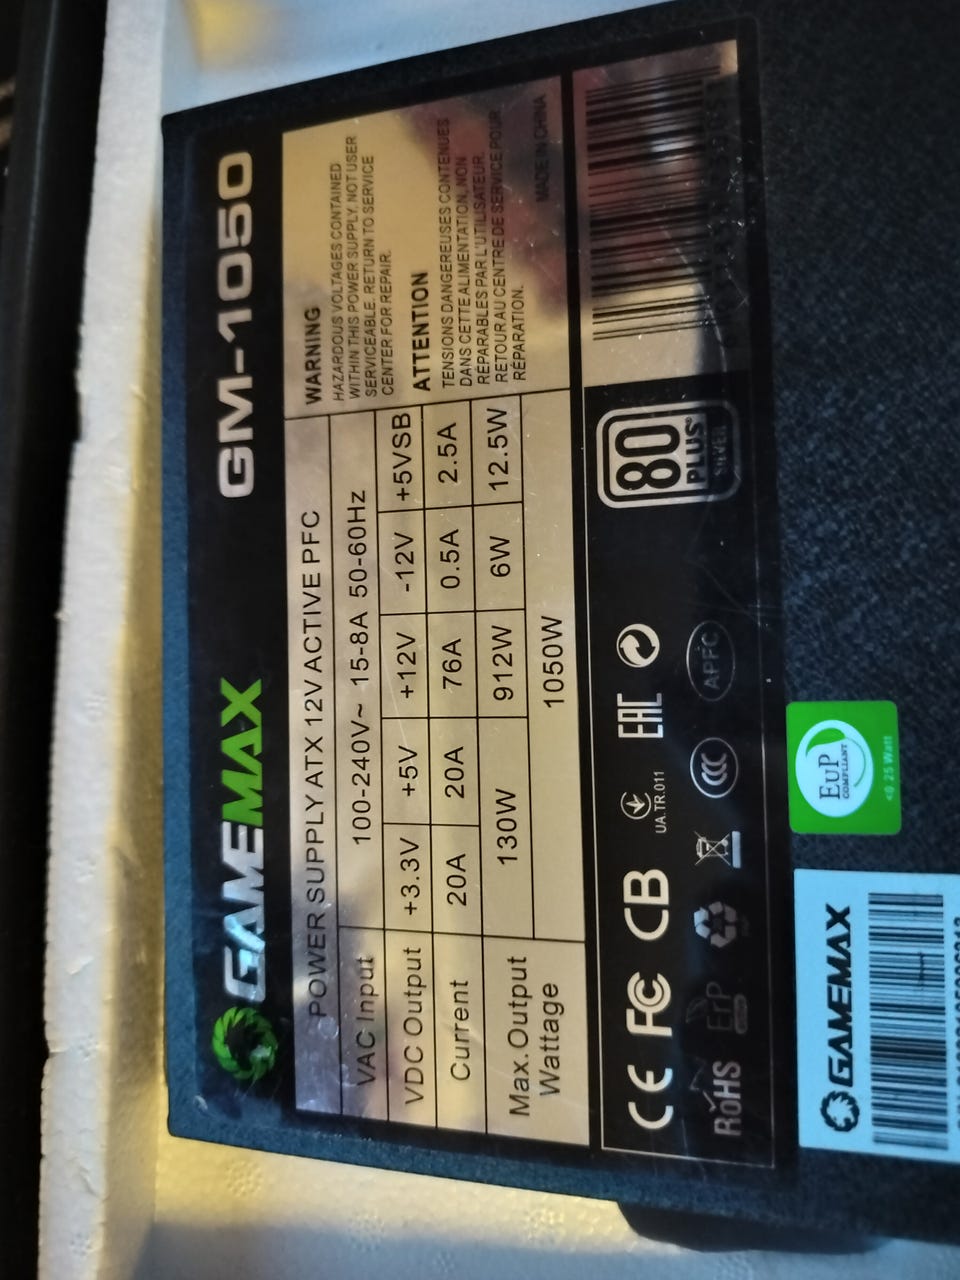 GAMEMAX GM-1050
POWER SUPPLY ATX 12V ACTIVE PFC
VAC Input 100-240V~ 15-8A 50-60Hz
VDC Output +3.3V +5V +12V -12V +5VSB
Current 20A 20A 76A 0.5A 2.5A
Max.Output Wattage 130W 912W 6W 12.5W
1050W
WARNING
HAZARDOUS VOLTAGES CONTAINED
WITHIN THIS POWER SUPPLY. NOT USER
SERVICEABLE. RETURN TO SERVICE
CENTER FOR REPAIR.
ATTENTION
TENSIONS DANGEREUSES CONTENUES
DANS CETTE ALIMENTATION. NON
RÉPARABLES PAR L'UTILISATEUR.
RETOUR AU CENTRE DE SERVICE POUR
RÉPARATION.
MADE IN CHINA
CE FC CB UA.TR.011 EAC
RoHS ErP CCC APFC
80
PLUS®
SILVER
EuP
COMPLIANT
<0.25 Watt
GAMEMAX